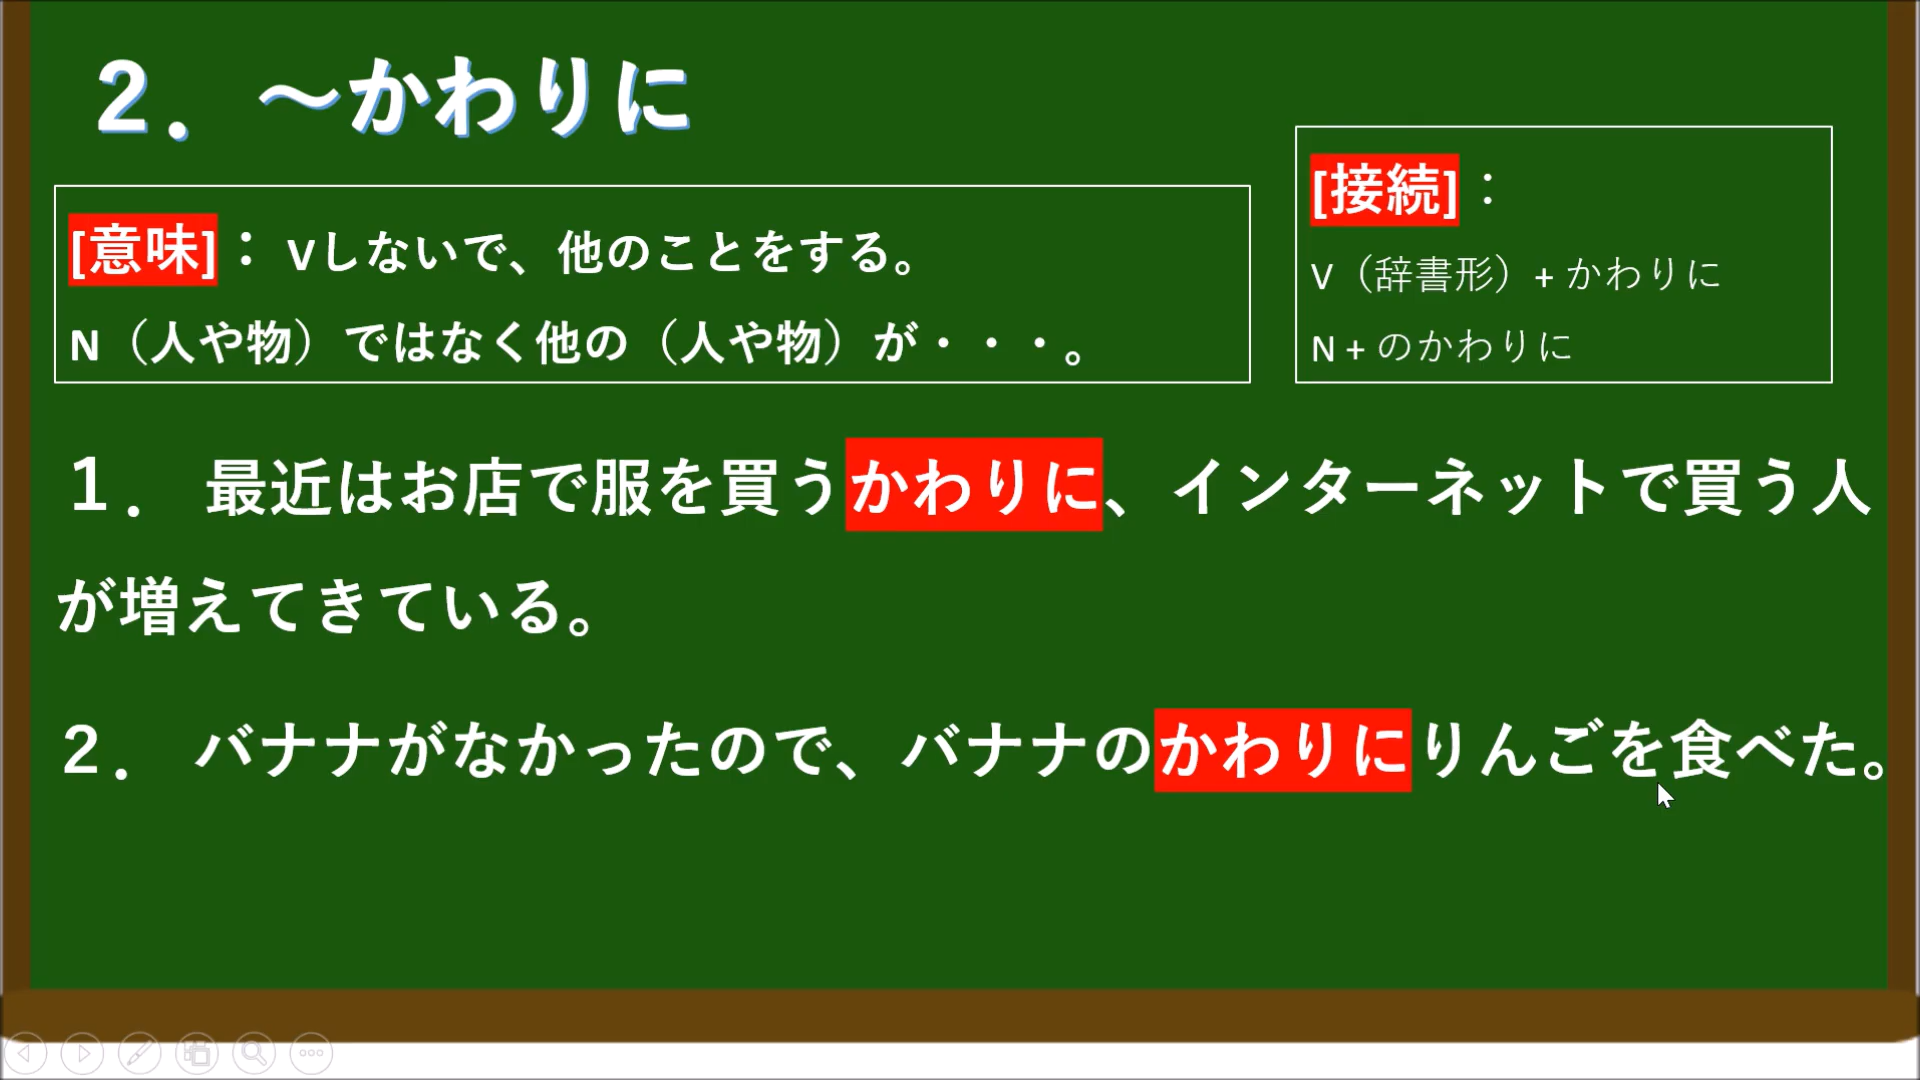 ２．～かわりに
[意味]：Vしないで、他のことをする。
N（人や物）ではなく他の（人や物）が・・・。
[接続]：
V（辞書形）+ かわりに
N + のかわりに
１． 最近はお店で服を買うかわりに、インターネットで買う人
が増えてきている。
２． バナナがなかったので、バナナのかわりにりんごを食べた。